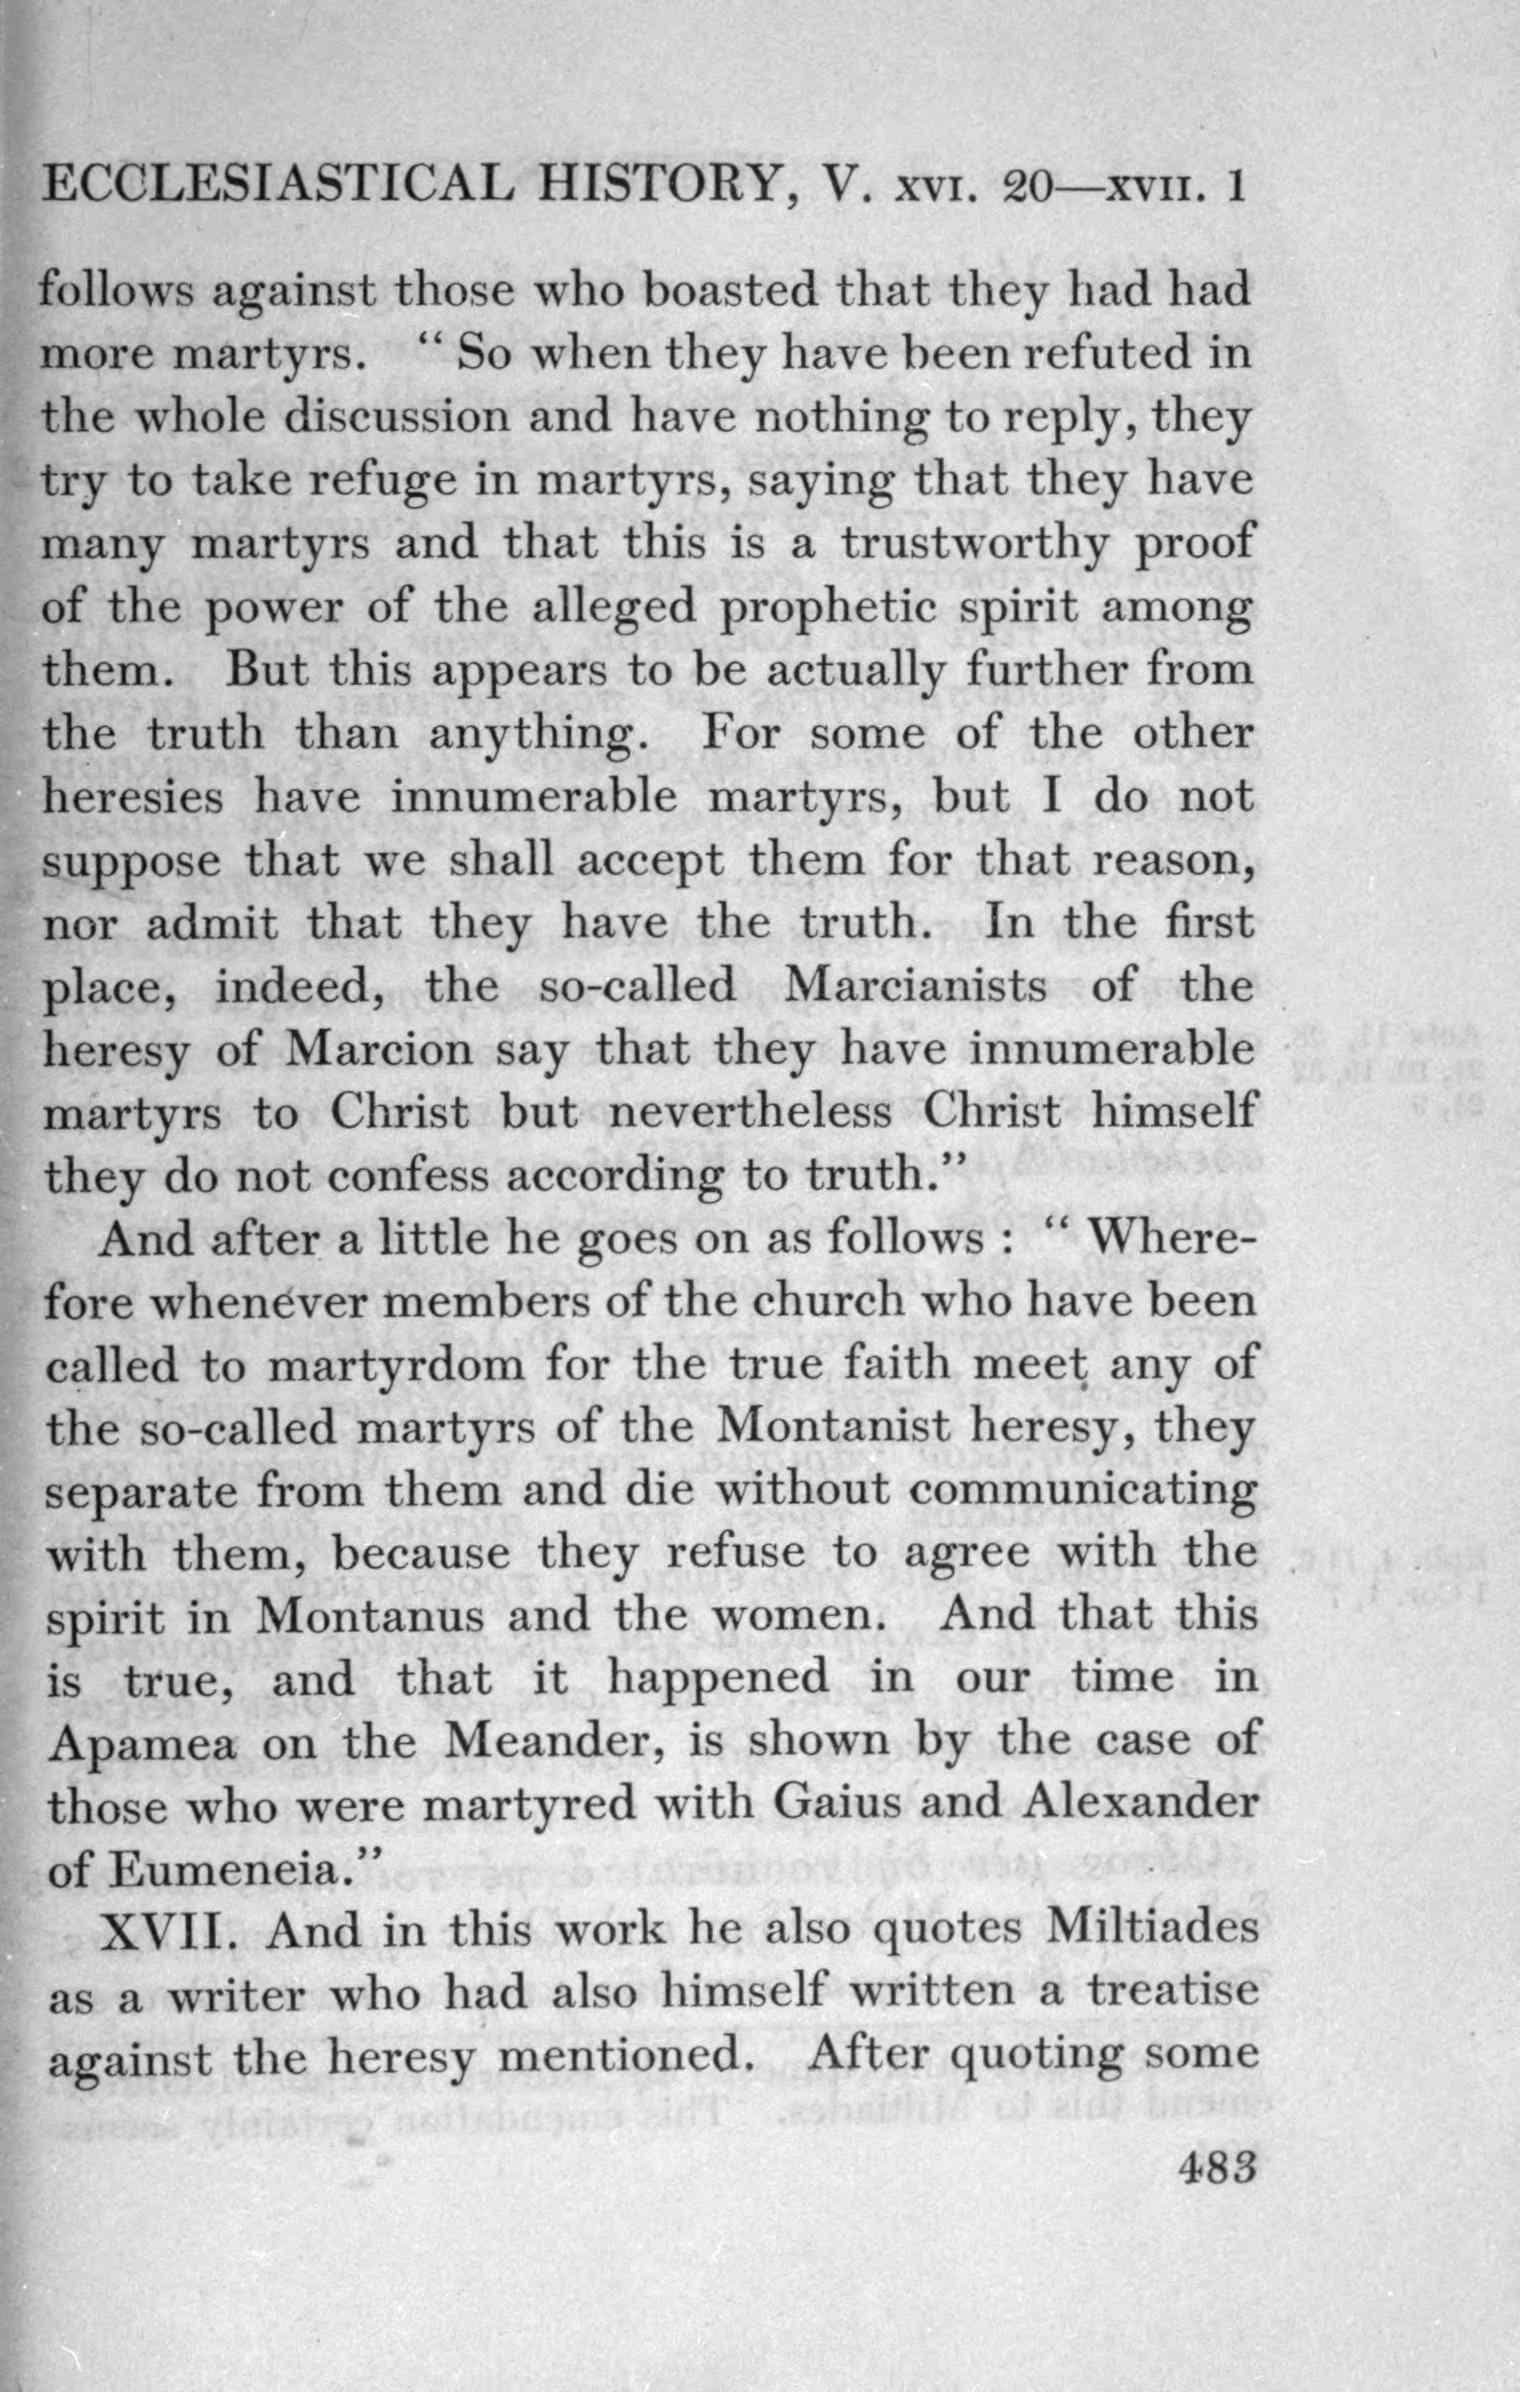 ECCLESIASTICAL HISTORY, V. xvi. 20—xvii. 1
follows against those who boasted that they had had
more martyrs. “ So when they have been refuted in
the whole discussion and have nothing to reply, they
try to take refuge in martyrs, saying that they have
many martyrs and that this is a trustworthy proof
of the power of the alleged prophetic spirit among
them. But this appears to be actually further from
the truth than anything. For some of the other
heresies have innumerable martyrs, but I do not
suppose that we shall accept them for that reason,
nor admit that they have the truth. In the first
place, indeed, the so-called Marcianists of the
heresy of Marcion say that they have innumerable
martyrs to Christ but nevertheless Christ himself
they do not confess according to truth.”
And after a little he goes on as follows : “ Where-
fore whenever members of the church who have been
called to martyrdom for the true faith meet any of
the so-called martyrs of the Montanist heresy, they
separate from them and die without communicating
with them, because they refuse to agree with the
spirit in Montanus and the women. And that this
is true, and that it happened in our time in
Apamea on the Meander, is shown by the case of
those who were martyred with Gaius and Alexander
of Eumeneia.”
XVII. And in this work he also quotes Miltiades
as a writer who had also himself written a treatise
against the heresy mentioned. After quoting some
483